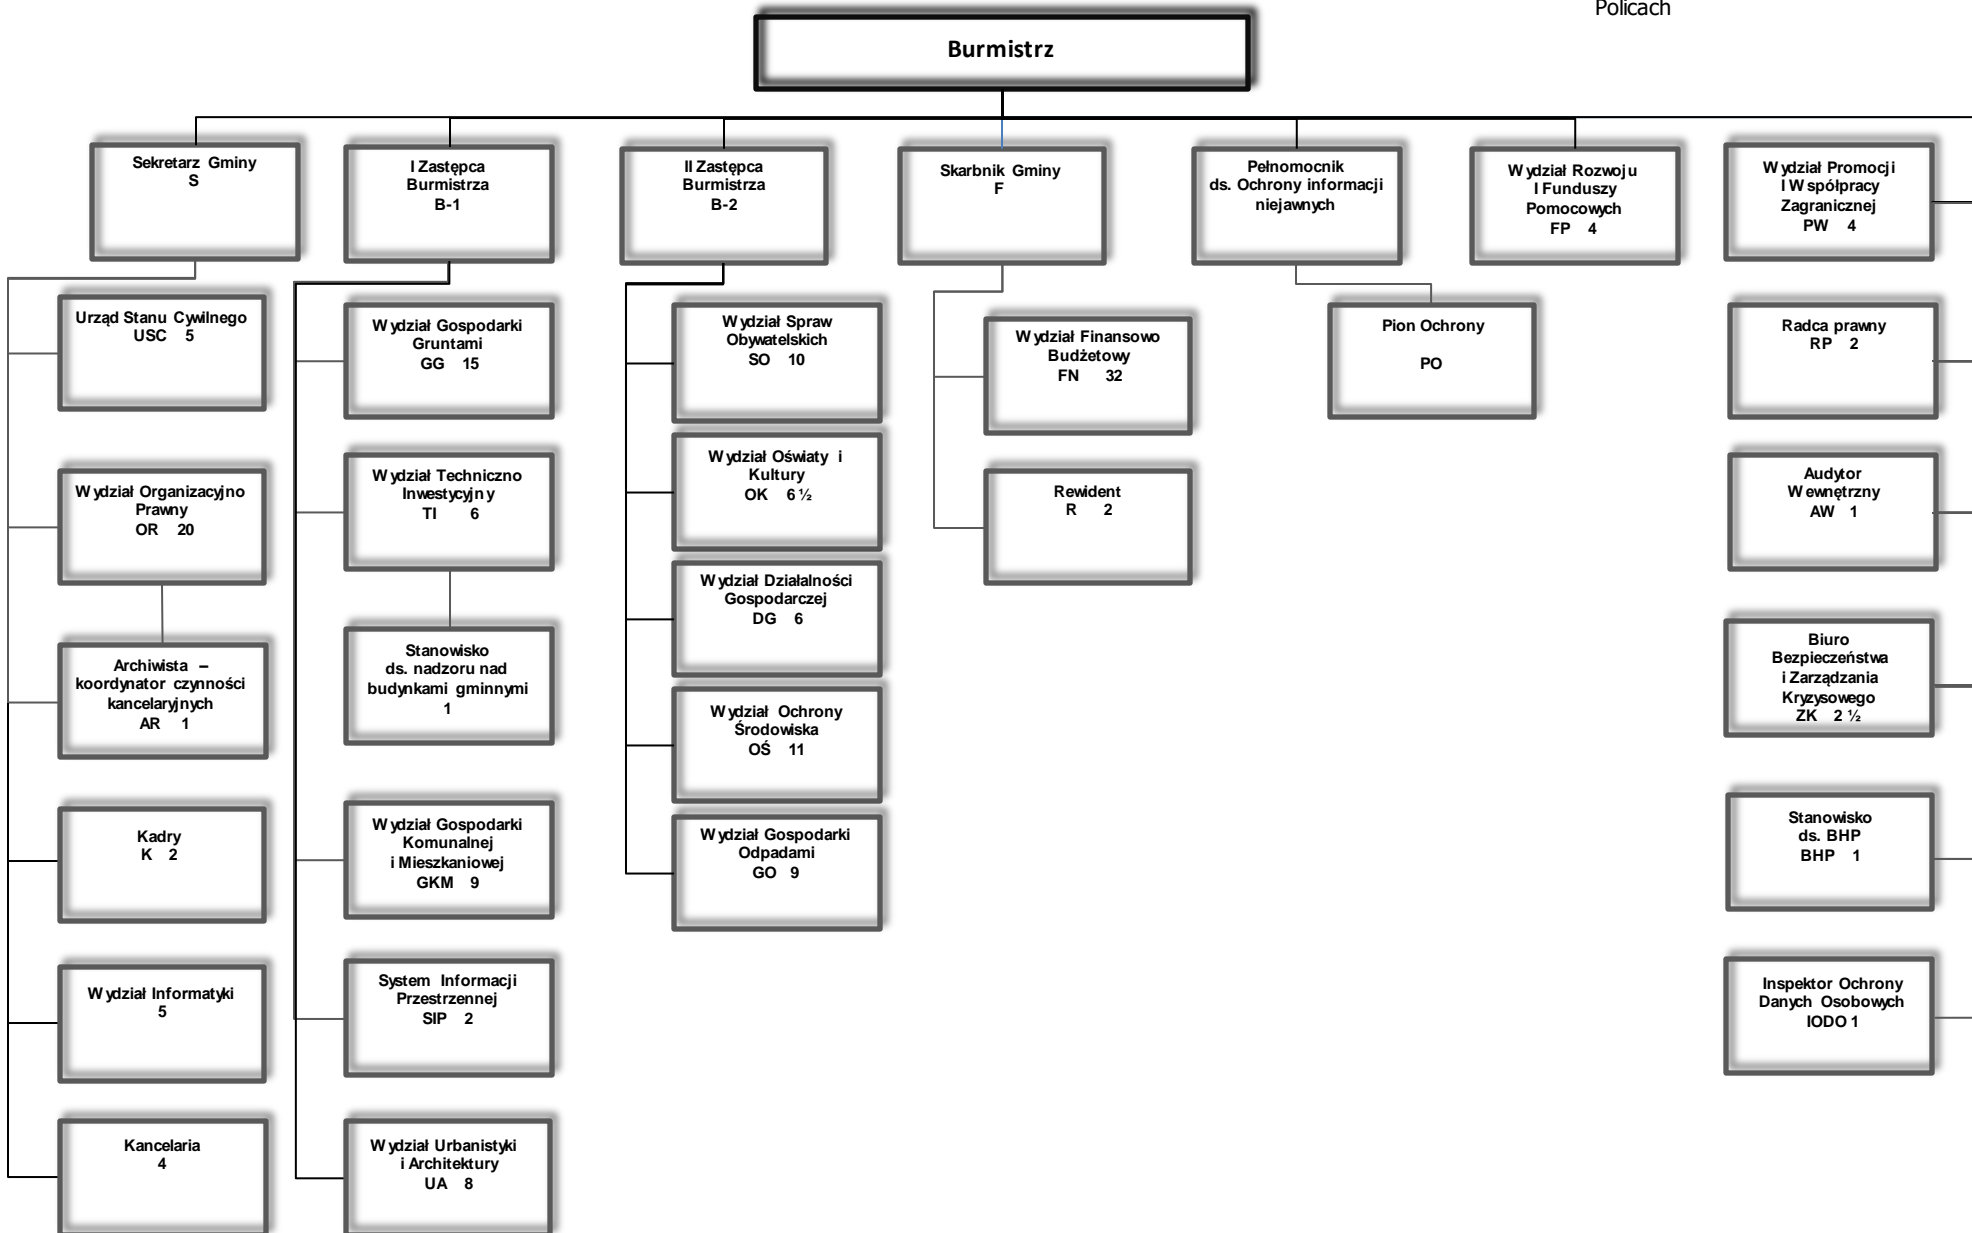 Policach
Burmistrz
Sekretarz Gminy
S
I Zastępca
Burmistrza
B-1
II Zastępca
Burmistrza
B-2
Skarbnik Gminy
F
Pełnomocnik
ds. Ochrony informacji
niejawnych
Wydział Rozwoju
I Funduszy
Pomocowych
FP 4
Wydział Promocji
I Współpracy
Zagranicznej
PW 4
Urząd Stanu Cywilnego
USC 5
Wydział Organizacyjno
Prawny
OR 20
Archiwista –
koordynator czynności
kancelaryjnych
AR 1
Kadry
K 2
Wydział Informatyki
5
Kancelaria
4
Wydział Gospodarki
Gruntami
GG 15
Wydział Techniczno
Inwestycyjny
TI 6
Stanowisko
ds. nadzoru nad
budynkami gminnymi
1
Wydział Gospodarki
Komunalnej
i Mieszkaniowej
GKM 9
System Informacji
Przestrzennej
SIP 2
Wydział Urbanistyki
i Architektury
UA 8
Wydział Spraw
Obywatelskich
SO 10
Wydział Oświaty i
Kultury
OK 6 ½
Wydział Działalności
Gospodarczej
DG 6
Wydział Ochrony
Środowiska
OŚ 11
Wydział Gospodarki
Odpadami
GO 9
Wydział Finansowo
Budżetowy
FN 32
Rewident
R 2
Pion Ochrony
PO
Radca prawny
RP 2
Audytor
Wewnętrzny
AW 1
Biuro
Bezpieczeństwa
i Zarządzania
Kryzysowego
ZK 2 ½
Stanowisko
ds. BHP
BHP 1
Inspektor Ochrony
Danych Osobowych
IODO 1